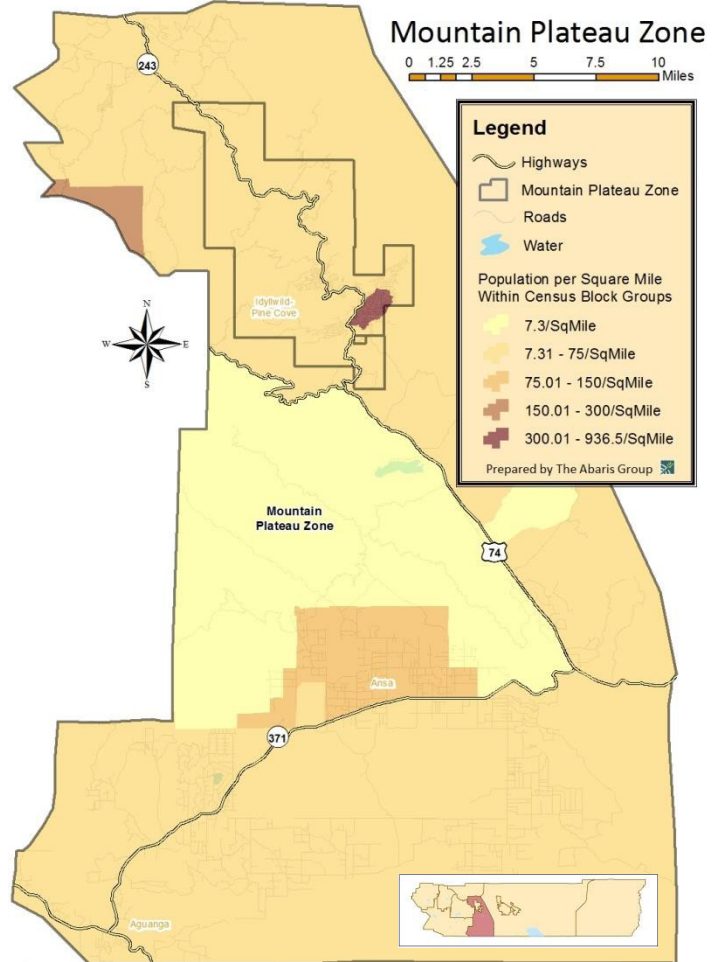 Mountain Plateau Zone
0 1.25 2.5 5 7.5 10
Miles
243
Legend
Highways
Mountain Plateau Zone
Roads
Water
Population per Square Mile
Within Census Block Groups
7.3/SqMile
7.31 - 75/SqMile
75.01 - 150/SqMile
150.01 - 300/SqMile
300.01 - 936.5/SqMile
Prepared by The Abaris Group
Idyllwild-
Pine Cove
N
W E
S
Mountain
Plateau Zone
74
Ansa
371
Aguanga